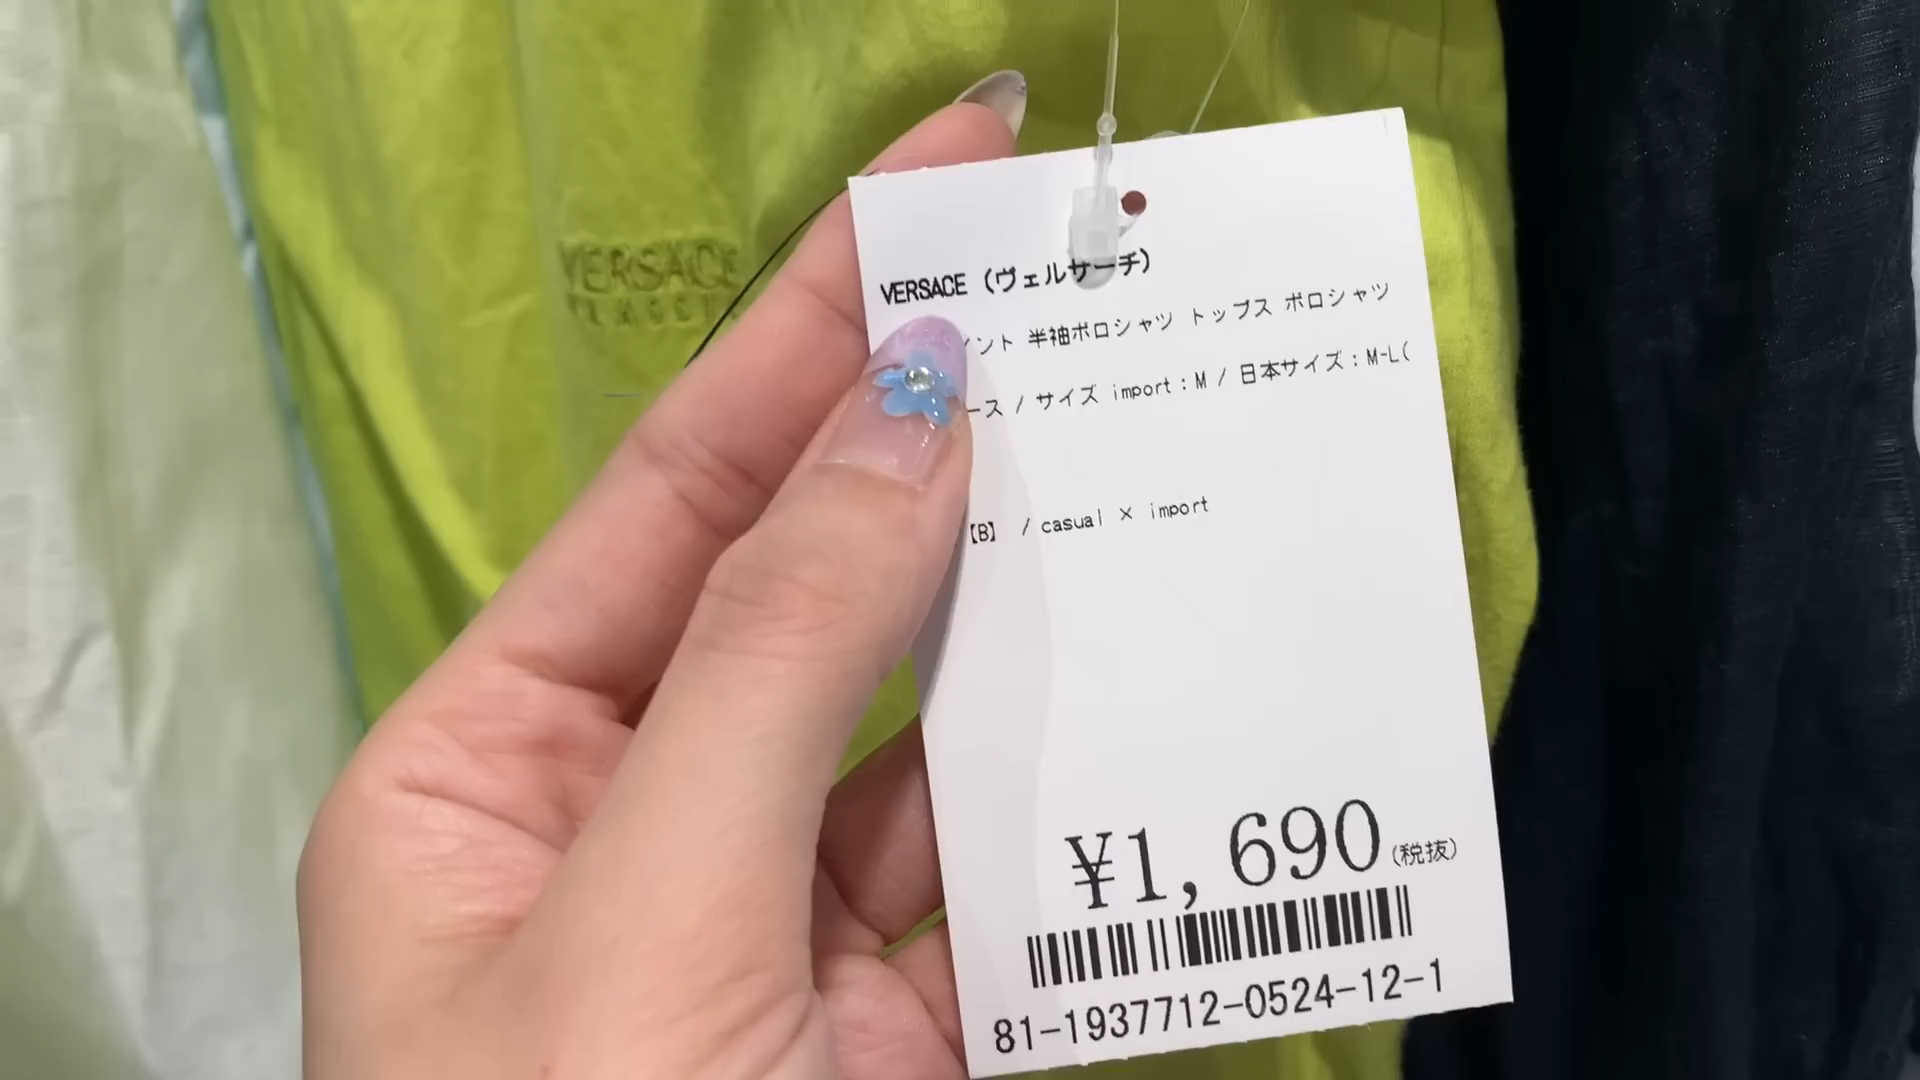 VERSACE
VERSACE (ヴェルサーチ)
ント 半袖ポロシャツ トップス ポロシャツ
ース / サイズ import:M / 日本サイズ:M-L(
【B】 / casual × import
¥1,690(税抜)
81-1937712-0524-12-1